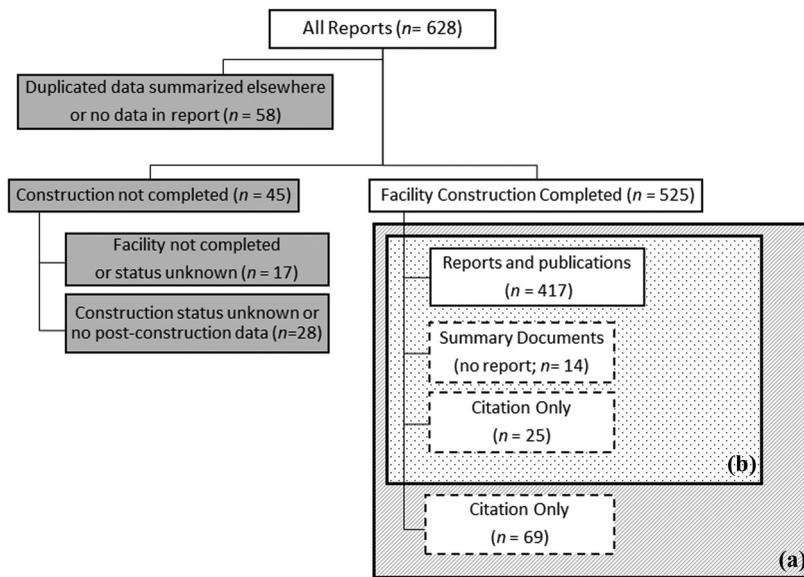 All Reports (n= 628)
Duplicated data summarized elsewhere
or no data in report (n = 58)
Construction not completed (n = 45)
Facility Construction Completed (n = 525)
Facility not completed
or status unknown (n = 17)
Construction status unknown or
no post-construction data (n=28)
Reports and publications
(n = 417)
Summary Documents
(no report; n= 14)
Citation Only
(n = 25)
(b)
Citation Only
(n = 69)
(a)